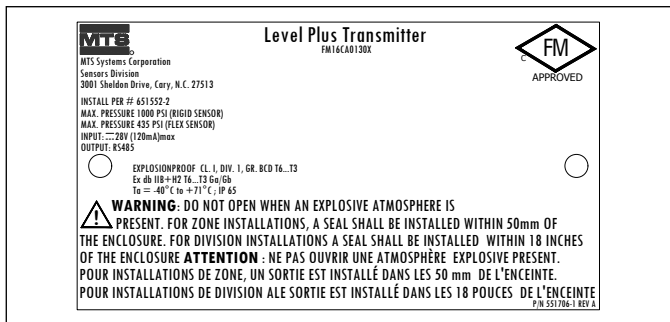 MTS
Level Plus Transmitter
FM16CA0130X
C FM
APPROVED
MTS Systems Corporation
Sensors Division
3001 Sheldon Drive, Cary, N.C. 27513
INSTALL PER # 651552-2
MAX. PRESSURE 1000 PSI (RIGID SENSOR)
MAX. PRESSURE 435 PSI (FLEX SENSOR)
INPUT: ⎓28V (120mA)max
OUTPUT: RS485
EXPLOSIONPROOF CL. I, DIV. 1, GR. BCD T6...T3
Ex db IIB+H2 T6...T3 Ga/Gb
Ta = -40°C to +71°C ; IP 65
WARNING: DO NOT OPEN WHEN AN EXPLOSIVE ATMOSPHERE IS
PRESENT. FOR ZONE INSTALLATIONS, A SEAL SHALL BE INSTALLED WITHIN 50mm OF
THE ENCLOSURE. FOR DIVISION INSTALLATIONS A SEAL SHALL BE INSTALLED WITHIN 18 INCHES
OF THE ENCLOSURE ATTENTION : NE PAS OUVRIR UNE ATMOSPHÈRE EXPLOSIVE PRESENT.
POUR INSTALLATIONS DE ZONE, UN SORTIE EST INSTALLÉ DANS LES 50 mm DE L'ENCEINTE.
POUR INSTALLATIONS DE DIVISION ALE SORTIE EST INSTALLÉ DANS LES 18 POUCES DE L'ENCEINTE
P/N 551706-1 REV A